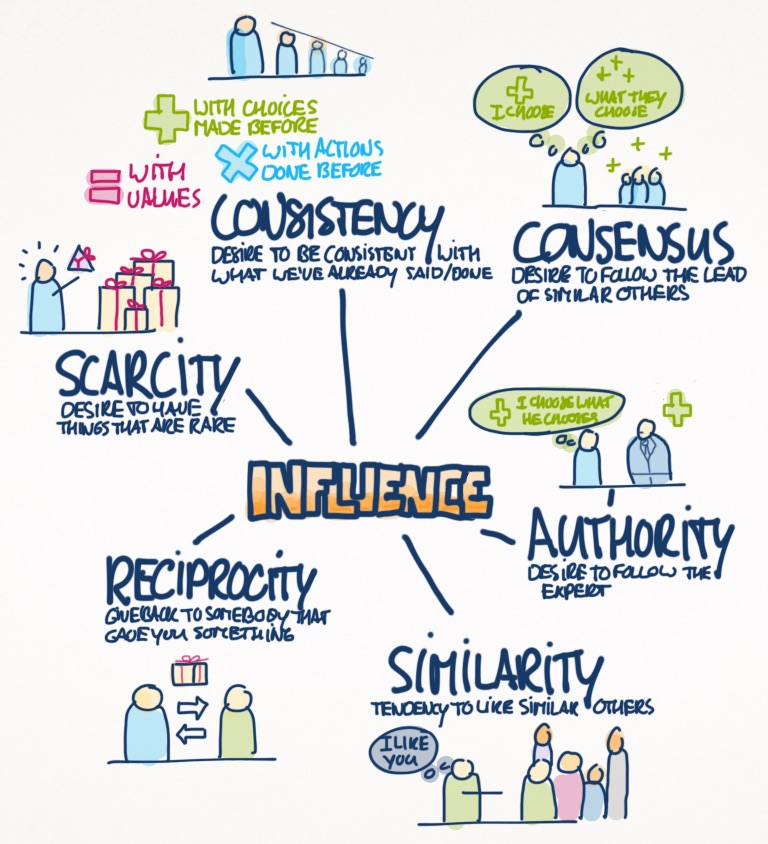 WITH CHOICES
MADE BEFORE
WITH ACTIONS
DONE BEFORE
WITH
VALUES
CONSISTENCY
DESIRE TO BE CONSISTENT WITH
WHAT WE'VE ALREADY SAID/DONE
I CHOOSE
WHAT THEY
CHOOSE
CONSENSUS
DESIRE TO FOLLOW THE LEAD
OF SIMILAR OTHERS
SCARCITY
DESIRE TO HAVE
THINGS THAT ARE RARE
I CHOOSE WHAT
HE CHOOSES
INFLUENCE
AUTHORITY
DESIRE TO FOLLOW THE
EXPERT
RECIPROCITY
GIVE BACK TO SOMEBODY THAT
GAVE YOU SOMETHING
SIMILARITY
TENDENCY TO LIKE SIMILAR OTHERS
I LIKE
YOU